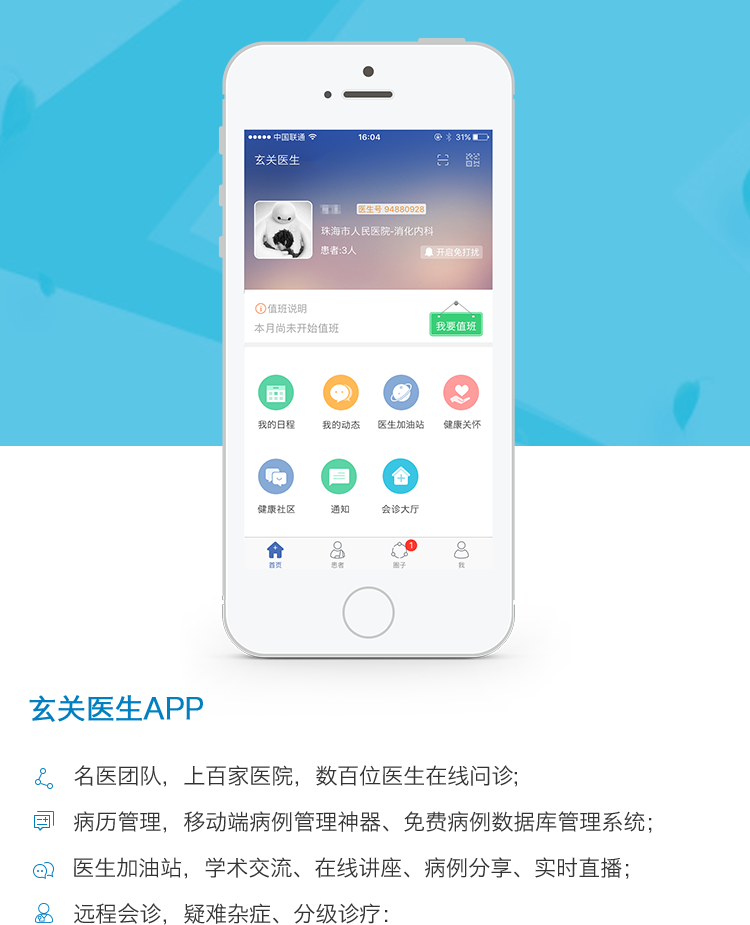 中国联通
16:04
31%
玄关医生
医生号 94880928
珠海市人民医院-消化内科
患者:3人
开启免打扰
值班说明
本月尚未开始值班
我要值班
我的日程
我的动态
医生加油站
健康关怀
健康社区
通知
会诊大厅
1
首页
患者
圈子
我
玄关医生APP
名医团队，上百家医院，数百位医生在线问诊;
病历管理，移动端病例管理神器、免费病例数据库管理系统；
医生加油站，学术交流、在线讲座、病例分享、实时直播；
远程会诊，疑难杂症、分级诊疗：